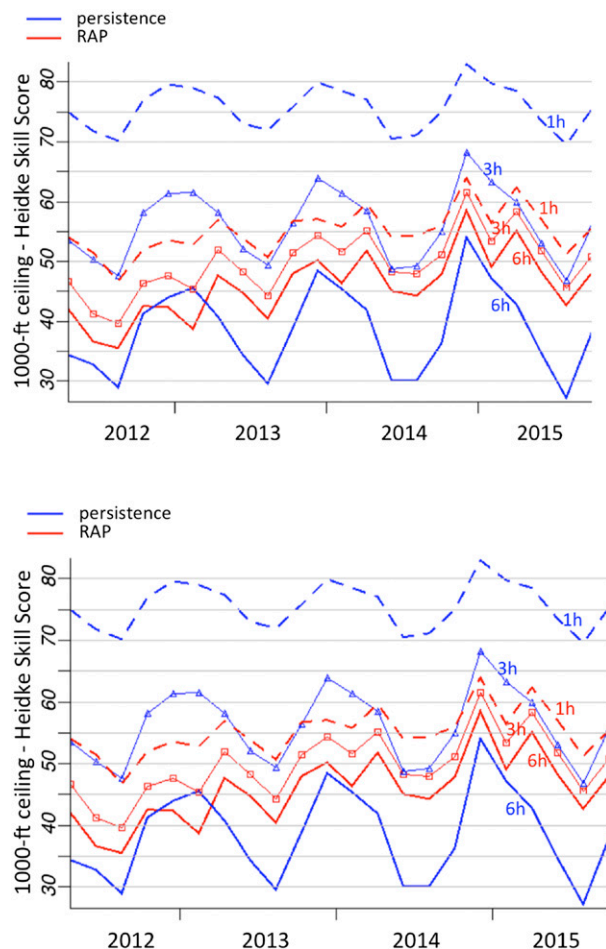 persistence
RAP
1000-ft ceiling - Heidke Skill Score
80
70
60
50
40
30
1h
3h
1h
3h
6h
6h
2012 2013 2014 2015
persistence
RAP
1000-ft ceiling - Heidke Skill Score
80
70
60
50
40
30
1h
3h
1h
3h
6h
6h
2012 2013 2014 2015